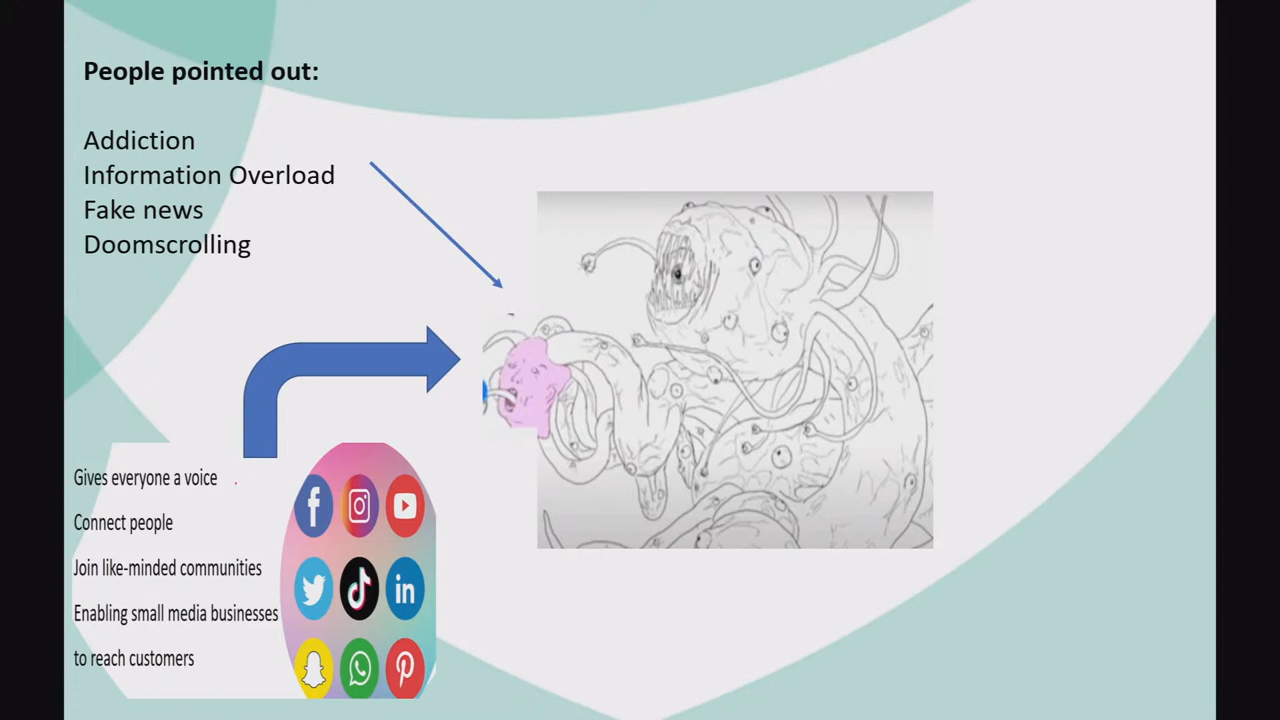 People pointed out:
Addiction
Information Overload
Fake news
Doomscrolling
Gives everyone a voice
Connect people
Join like-minded communities
Enabling small media businesses
to reach customers